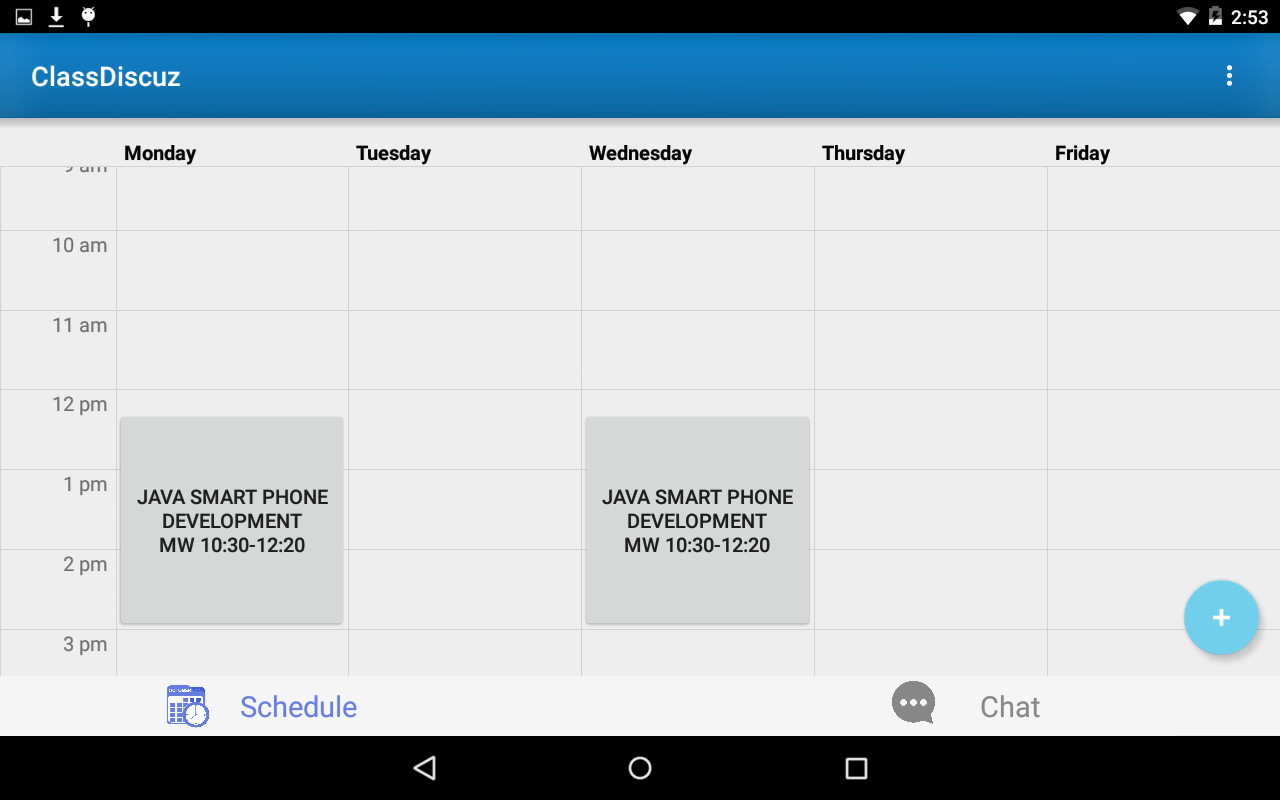 2:53
ClassDiscuz
Monday Tuesday Wednesday Thursday Friday
9 am
10 am
11 am
12 pm
1 pm
2 pm
3 pm
JAVA SMART PHONE
DEVELOPMENT
MW 10:30-12:20
JAVA SMART PHONE
DEVELOPMENT
MW 10:30-12:20
+
Schedule
Chat